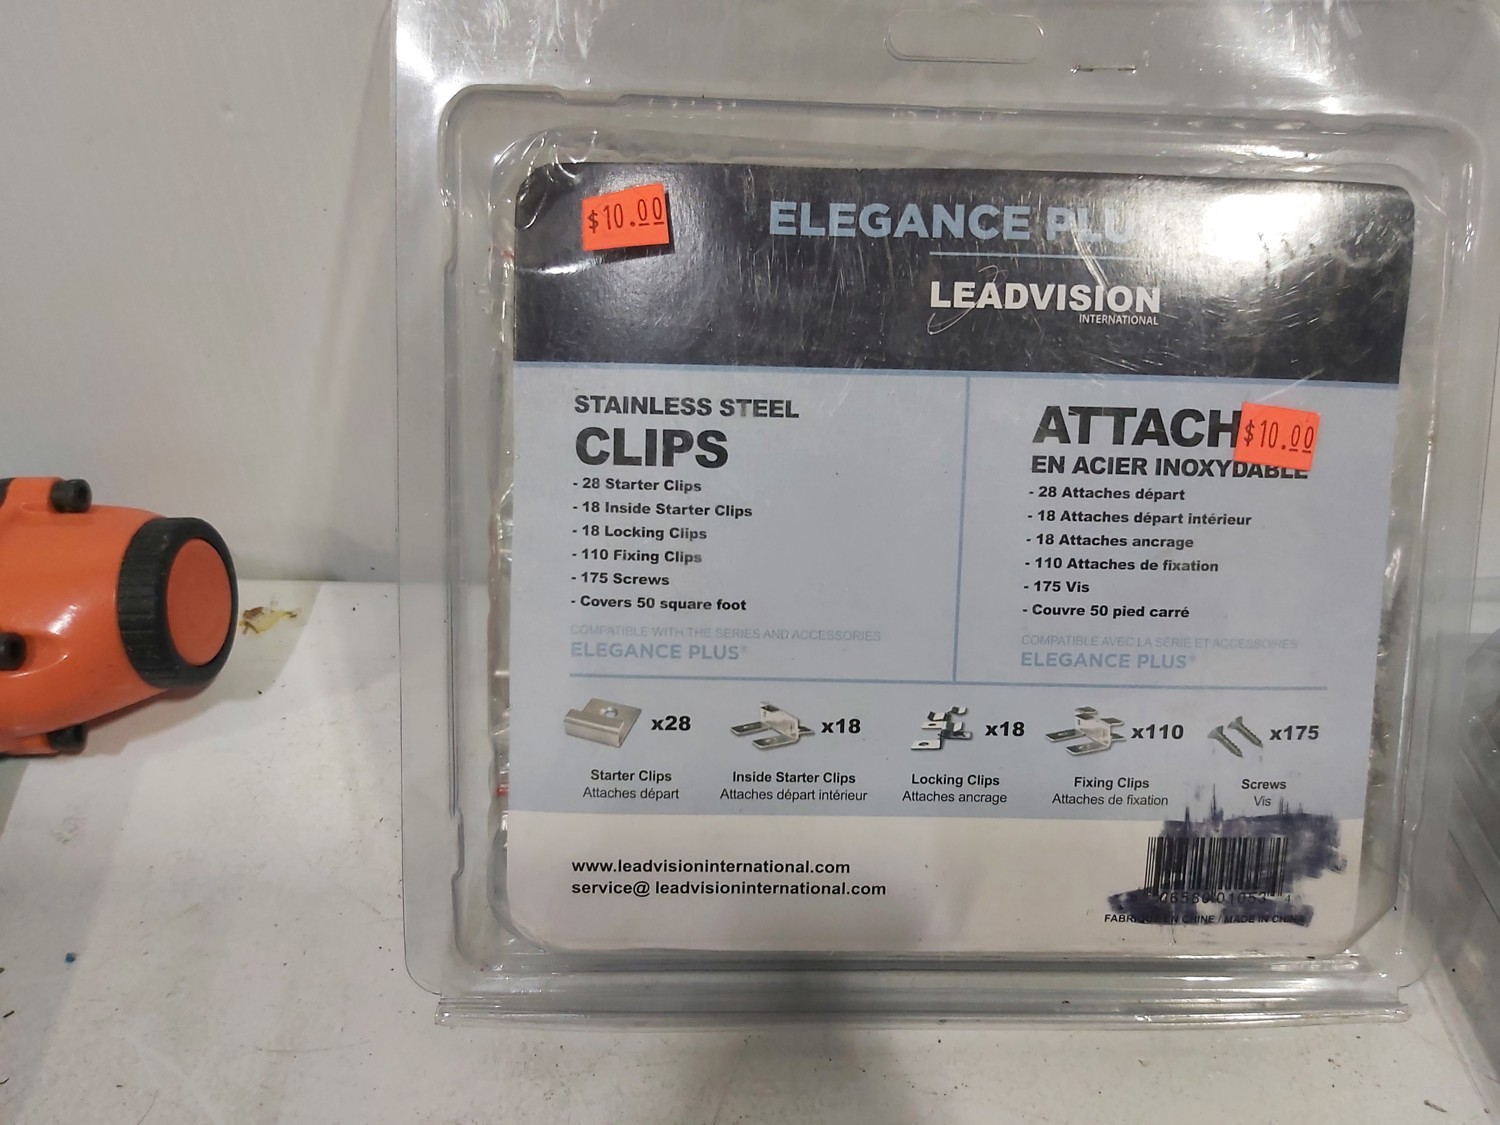 $10.00
ELEGANCE PLU
LEADVISION
INTERNATIONAL
STAINLESS STEEL
CLIPS
- 28 Starter Clips
- 18 Inside Starter Clips
- 18 Locking Clips
- 110 Fixing Clips
- 175 Screws
- Covers 50 square foot
COMPATIBLE WITH THE SERIES AND ACCESSORIES
ELEGANCE PLUS®
ATTACH
$10.00
EN ACIER INOXYDABLE
- 28 Attaches départ
- 18 Attaches départ intérieur
- 18 Attaches ancrage
- 110 Attaches de fixation
- 175 Vis
- Couvre 50 pied carré
COMPATIBLE AVEC LA SERIE ET ACCESSOIRES
ELEGANCE PLUS®
x28
x18
x18
x110
x175
Starter Clips
Attaches départ
Inside Starter Clips
Attaches départ intérieur
Locking Clips
Attaches ancrage
Fixing Clips
Attaches de fixation
Screws
Vis
www.leadvisioninternational.com
service@ leadvisioninternational.com
EN CHINE / MADE IN CHINA